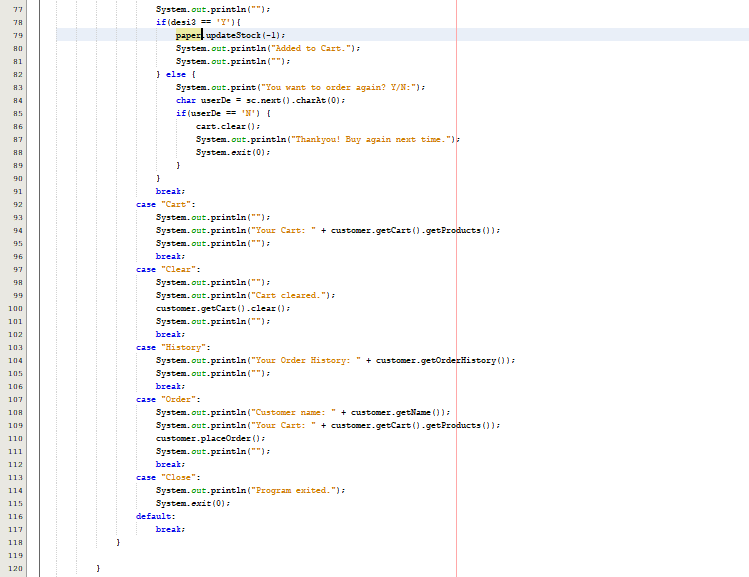 77 System.out.println("");
78 if(desi3 == 'Y'){
79 paper.updateStock(-1);
80 System.out.println("Added to Cart.");
81 System.out.println("");
82 } else {
83 System.out.print("You want to order again? Y/N:");
84 char userDe = sc.next().charAt(0);
85 if(userDe == 'N') {
86 cart.clear();
87 System.out.println("Thankyou! Buy again next time.");
88 System.exit(0);
89 }
90 }
91 break;
92 case "Cart":
93 System.out.println("");
94 System.out.println("Your Cart: " + customer.getCart().getProducts());
95 System.out.println("");
96 break;
97 case "Clear":
98 System.out.println("");
99 System.out.println("Cart cleared.");
100 customer.getCart().clear();
101 System.out.println("");
102 break;
103 case "History":
104 System.out.println("Your Order History: " + customer.getOrderHistory());
105 System.out.println("");
106 break;
107 case "Order":
108 System.out.println("Customer name: " + customer.getName());
109 System.out.println("Your Cart: " + customer.getCart().getProducts());
110 customer.placeOrder();
111 System.out.println("");
112 break;
113 case "Close":
114 System.out.println("Program exited.");
115 System.exit(0);
116 default:
117 break;
118 }
119
120 }